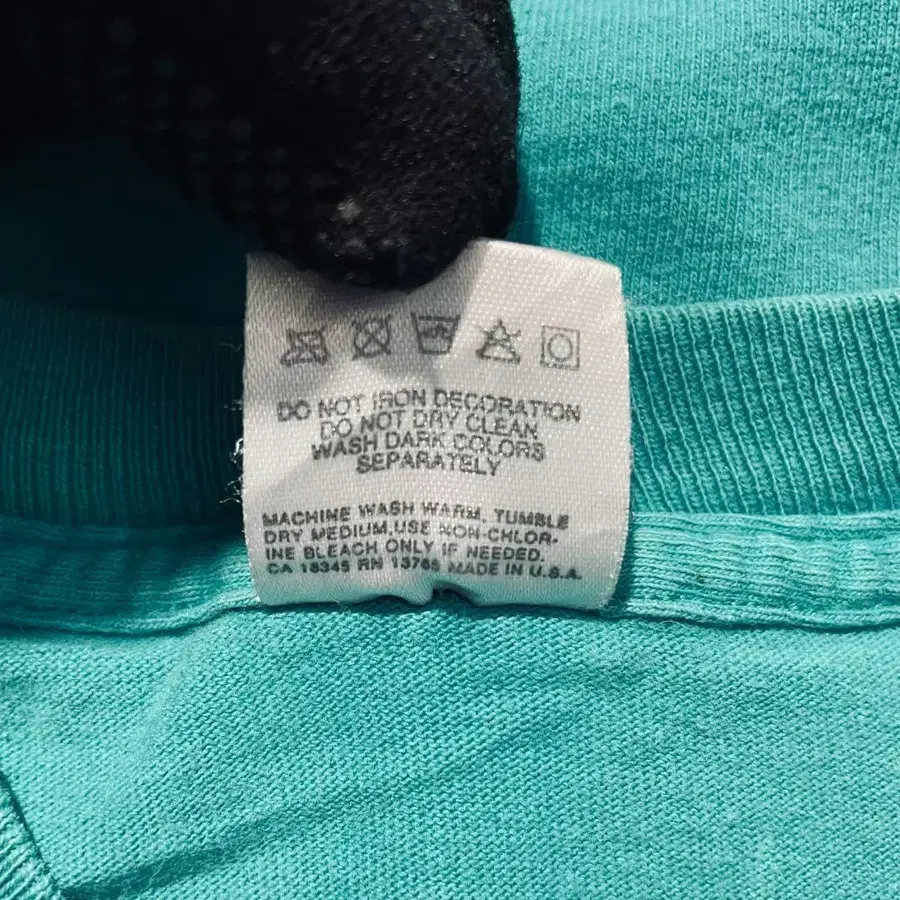 DO NOT IRON DECORATION
DO NOT DRY CLEAN
WASH DARK COLORS
SEPARATELY
MACHINE WASH WARM, TUMBLE
DRY MEDIUM, USE NON-CHLOR-
INE BLEACH ONLY IF NEEDED.
CA 18345 RN 13765 MADE IN U.S.A.